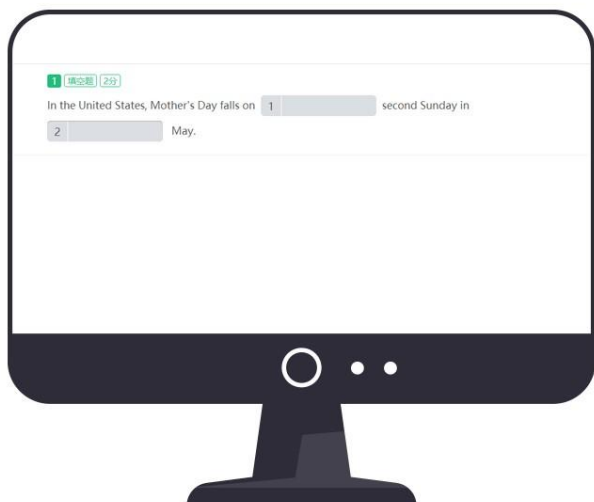 1 填空题 2分
In the United States, Mother's Day falls on 1 second Sunday in
2 May.